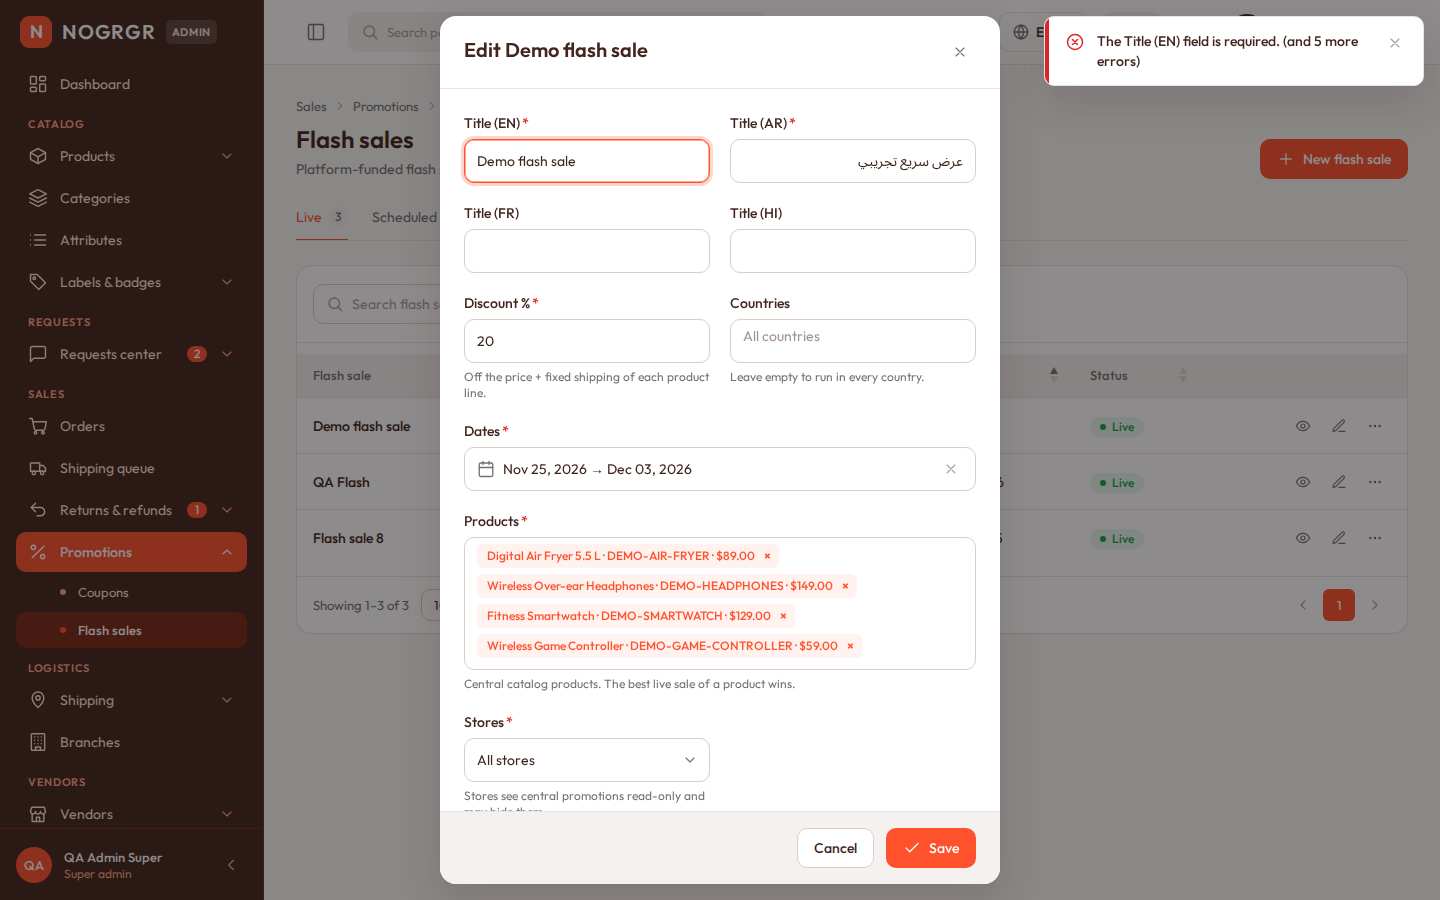 NOGRGR ADMIN
Dashboard
CATALOG
Products
Categories
Attributes
Labels & badges
REQUESTS
Requests center 2
SALES
Orders
Shipping queue
Returns & refunds 1
Promotions
Coupons
Flash sales
LOGISTICS
Shipping
Branches
VENDORS
Vendors
QA QA Admin Super
Super admin
Sales Promotions
Flash sales
Platform-funded flash
New flash sale
Live 3 Scheduled
Flash sale Status
Demo flash sale Live
QA Flash Live
Flash sale 8 Live
Showing 1–3 of 3
1
Edit Demo flash sale
Title (EN) *
Demo flash sale
Title (AR) *
عرض سريع تجريبي
Title (FR)
Title (HI)
Discount % *
20
Off the price + fixed shipping of each product
line.
Countries
All countries
Leave empty to run in every country.
Dates *
Nov 25, 2026 → Dec 03, 2026
Products *
Digital Air Fryer 5.5 L · DEMO-AIR-FRYER · $89.00 ×
Wireless Over-ear Headphones · DEMO-HEADPHONES · $149.00 ×
Fitness Smartwatch · DEMO-SMARTWATCH · $129.00 ×
Wireless Game Controller · DEMO-GAME-CONTROLLER · $59.00 ×
Central catalog products. The best live sale of a product wins.
Stores *
All stores
Stores see central promotions read-only and
Cancel
Save
The Title (EN) field is required. (and 5 more
errors)